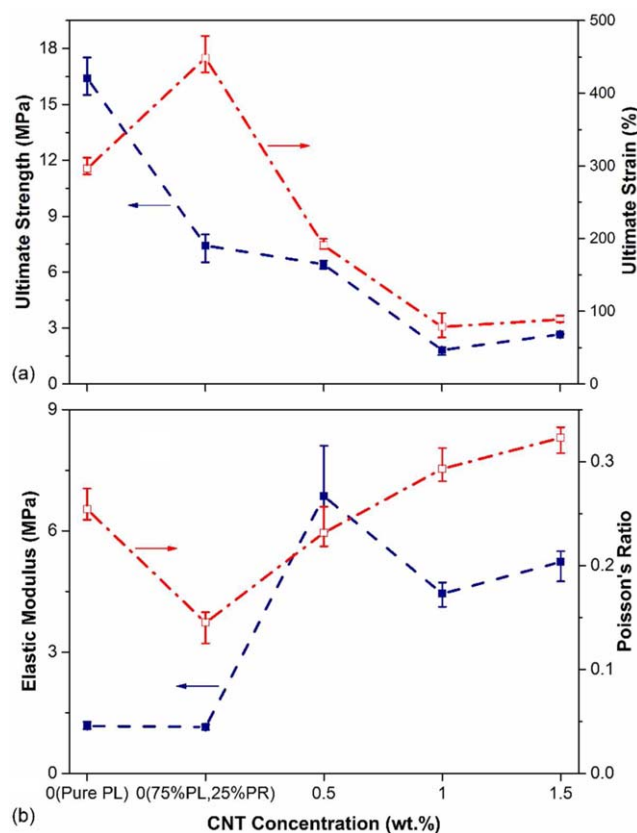 18
15
12
9
6
3
0
Ultimate Strength (MPa)
500
400
300
200
100
0
Ultimate Strain (%)
(a)
9
6
3
0
Elastic Modulus (MPa)
0.3
0.2
0.1
0.0
Poisson's Ratio
0(Pure PL) 0(75%PL,25%PR) 0.5 1 1.5
(b)
CNT Concentration (wt.%)